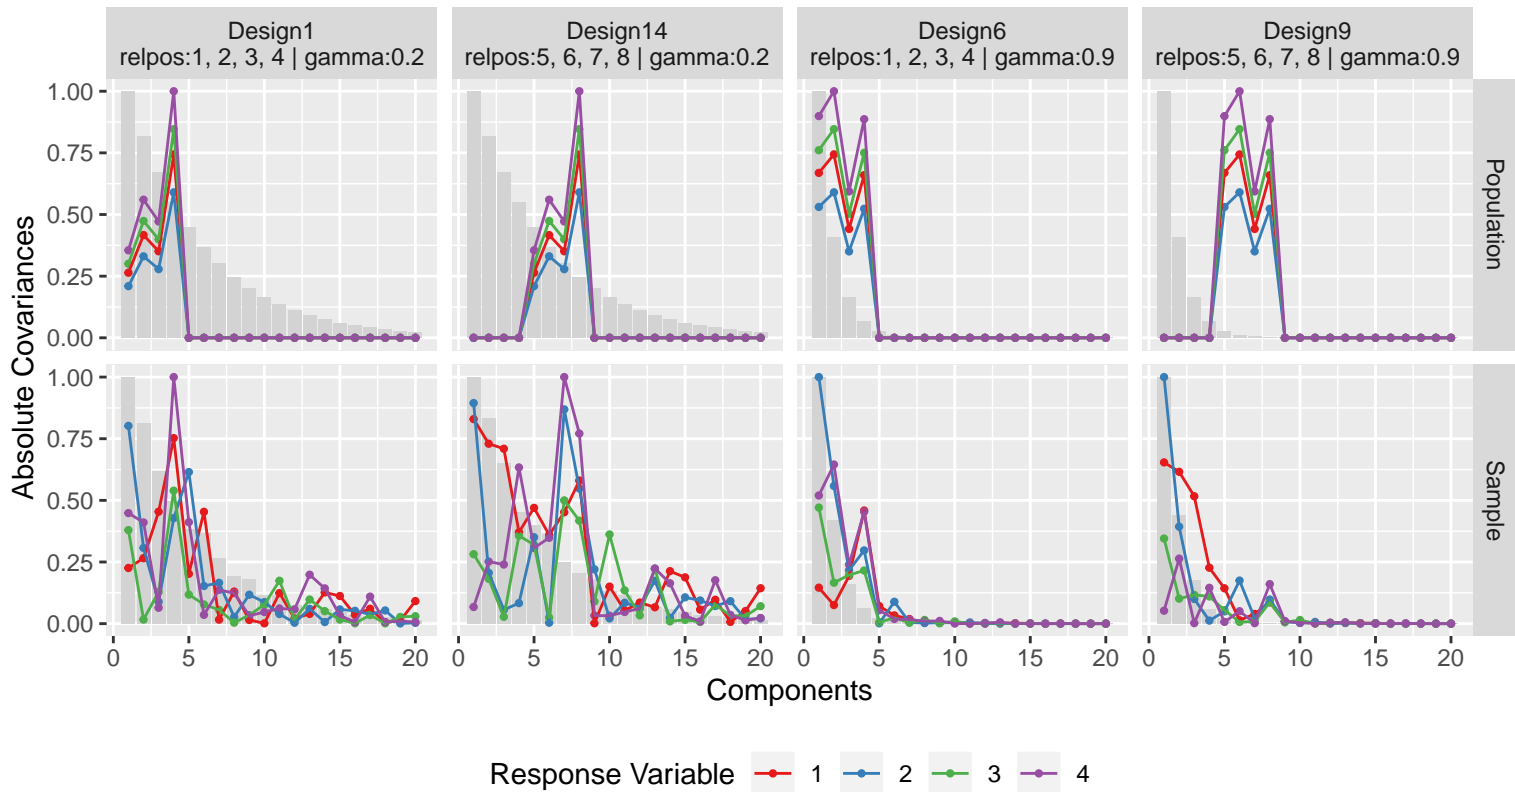 Design1
relpos:1, 2, 3, 4 | gamma:0.2
Design14
relpos:5, 6, 7, 8 | gamma:0.2
Design6
relpos:1, 2, 3, 4 | gamma:0.9
Design9
relpos:5, 6, 7, 8 | gamma:0.9
Absolute Covariances
1.00
0.75
0.50
0.25
0.00
Population
1.00
0.75
0.50
0.25
0.00
Sample
0 5 10 15 20
0 5 10 15 20
0 5 10 15 20
0 5 10 15 20
Components
Response Variable 1 2 3 4